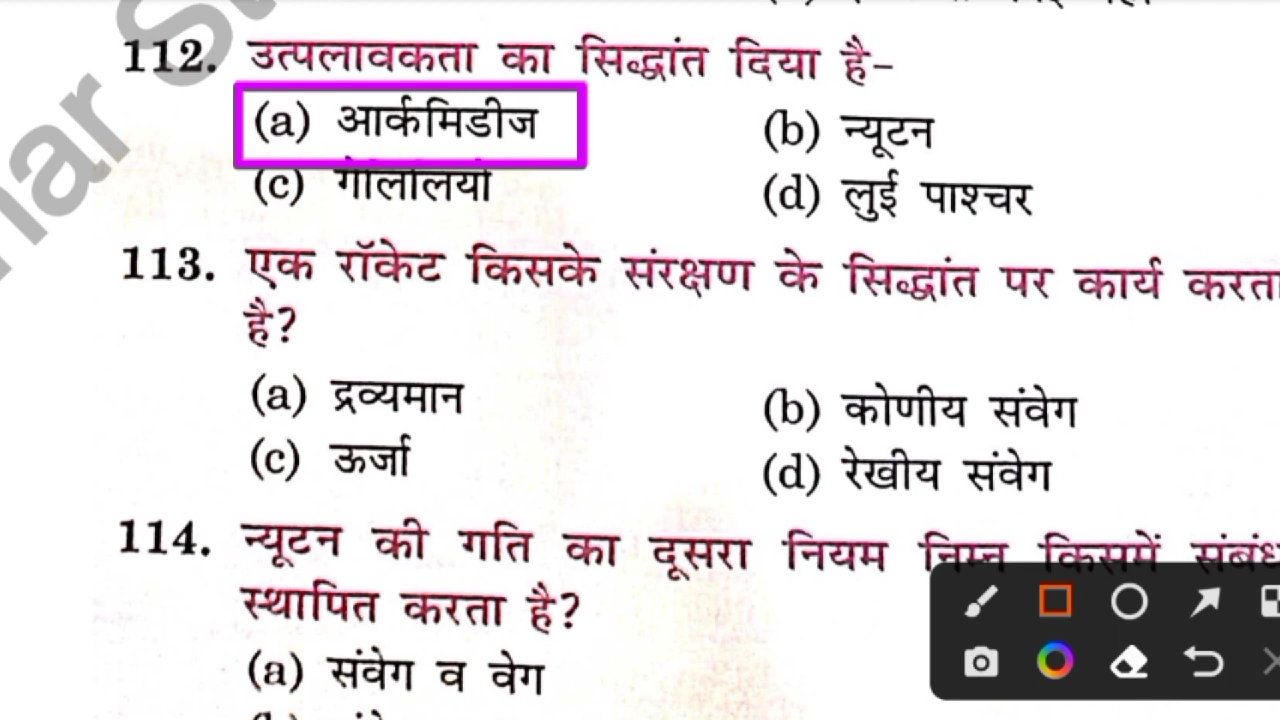 112. उत्पलावकता का सिद्धांत दिया है-
(a) आर्कमिडीज (b) न्यूटन
(c) गैलिलियो (d) लुई पाश्चर
113. एक रॉकेट किसके संरक्षण के सिद्धांत पर कार्य करता
है?
(a) द्रव्यमान (b) कोणीय संवेग
(c) ऊर्जा (d) रेखीय संवेग
114. न्यूटन की गति का दूसरा नियम निम्न किसमें संबंध
स्थापित करता है?
(a) संवेग व वेग